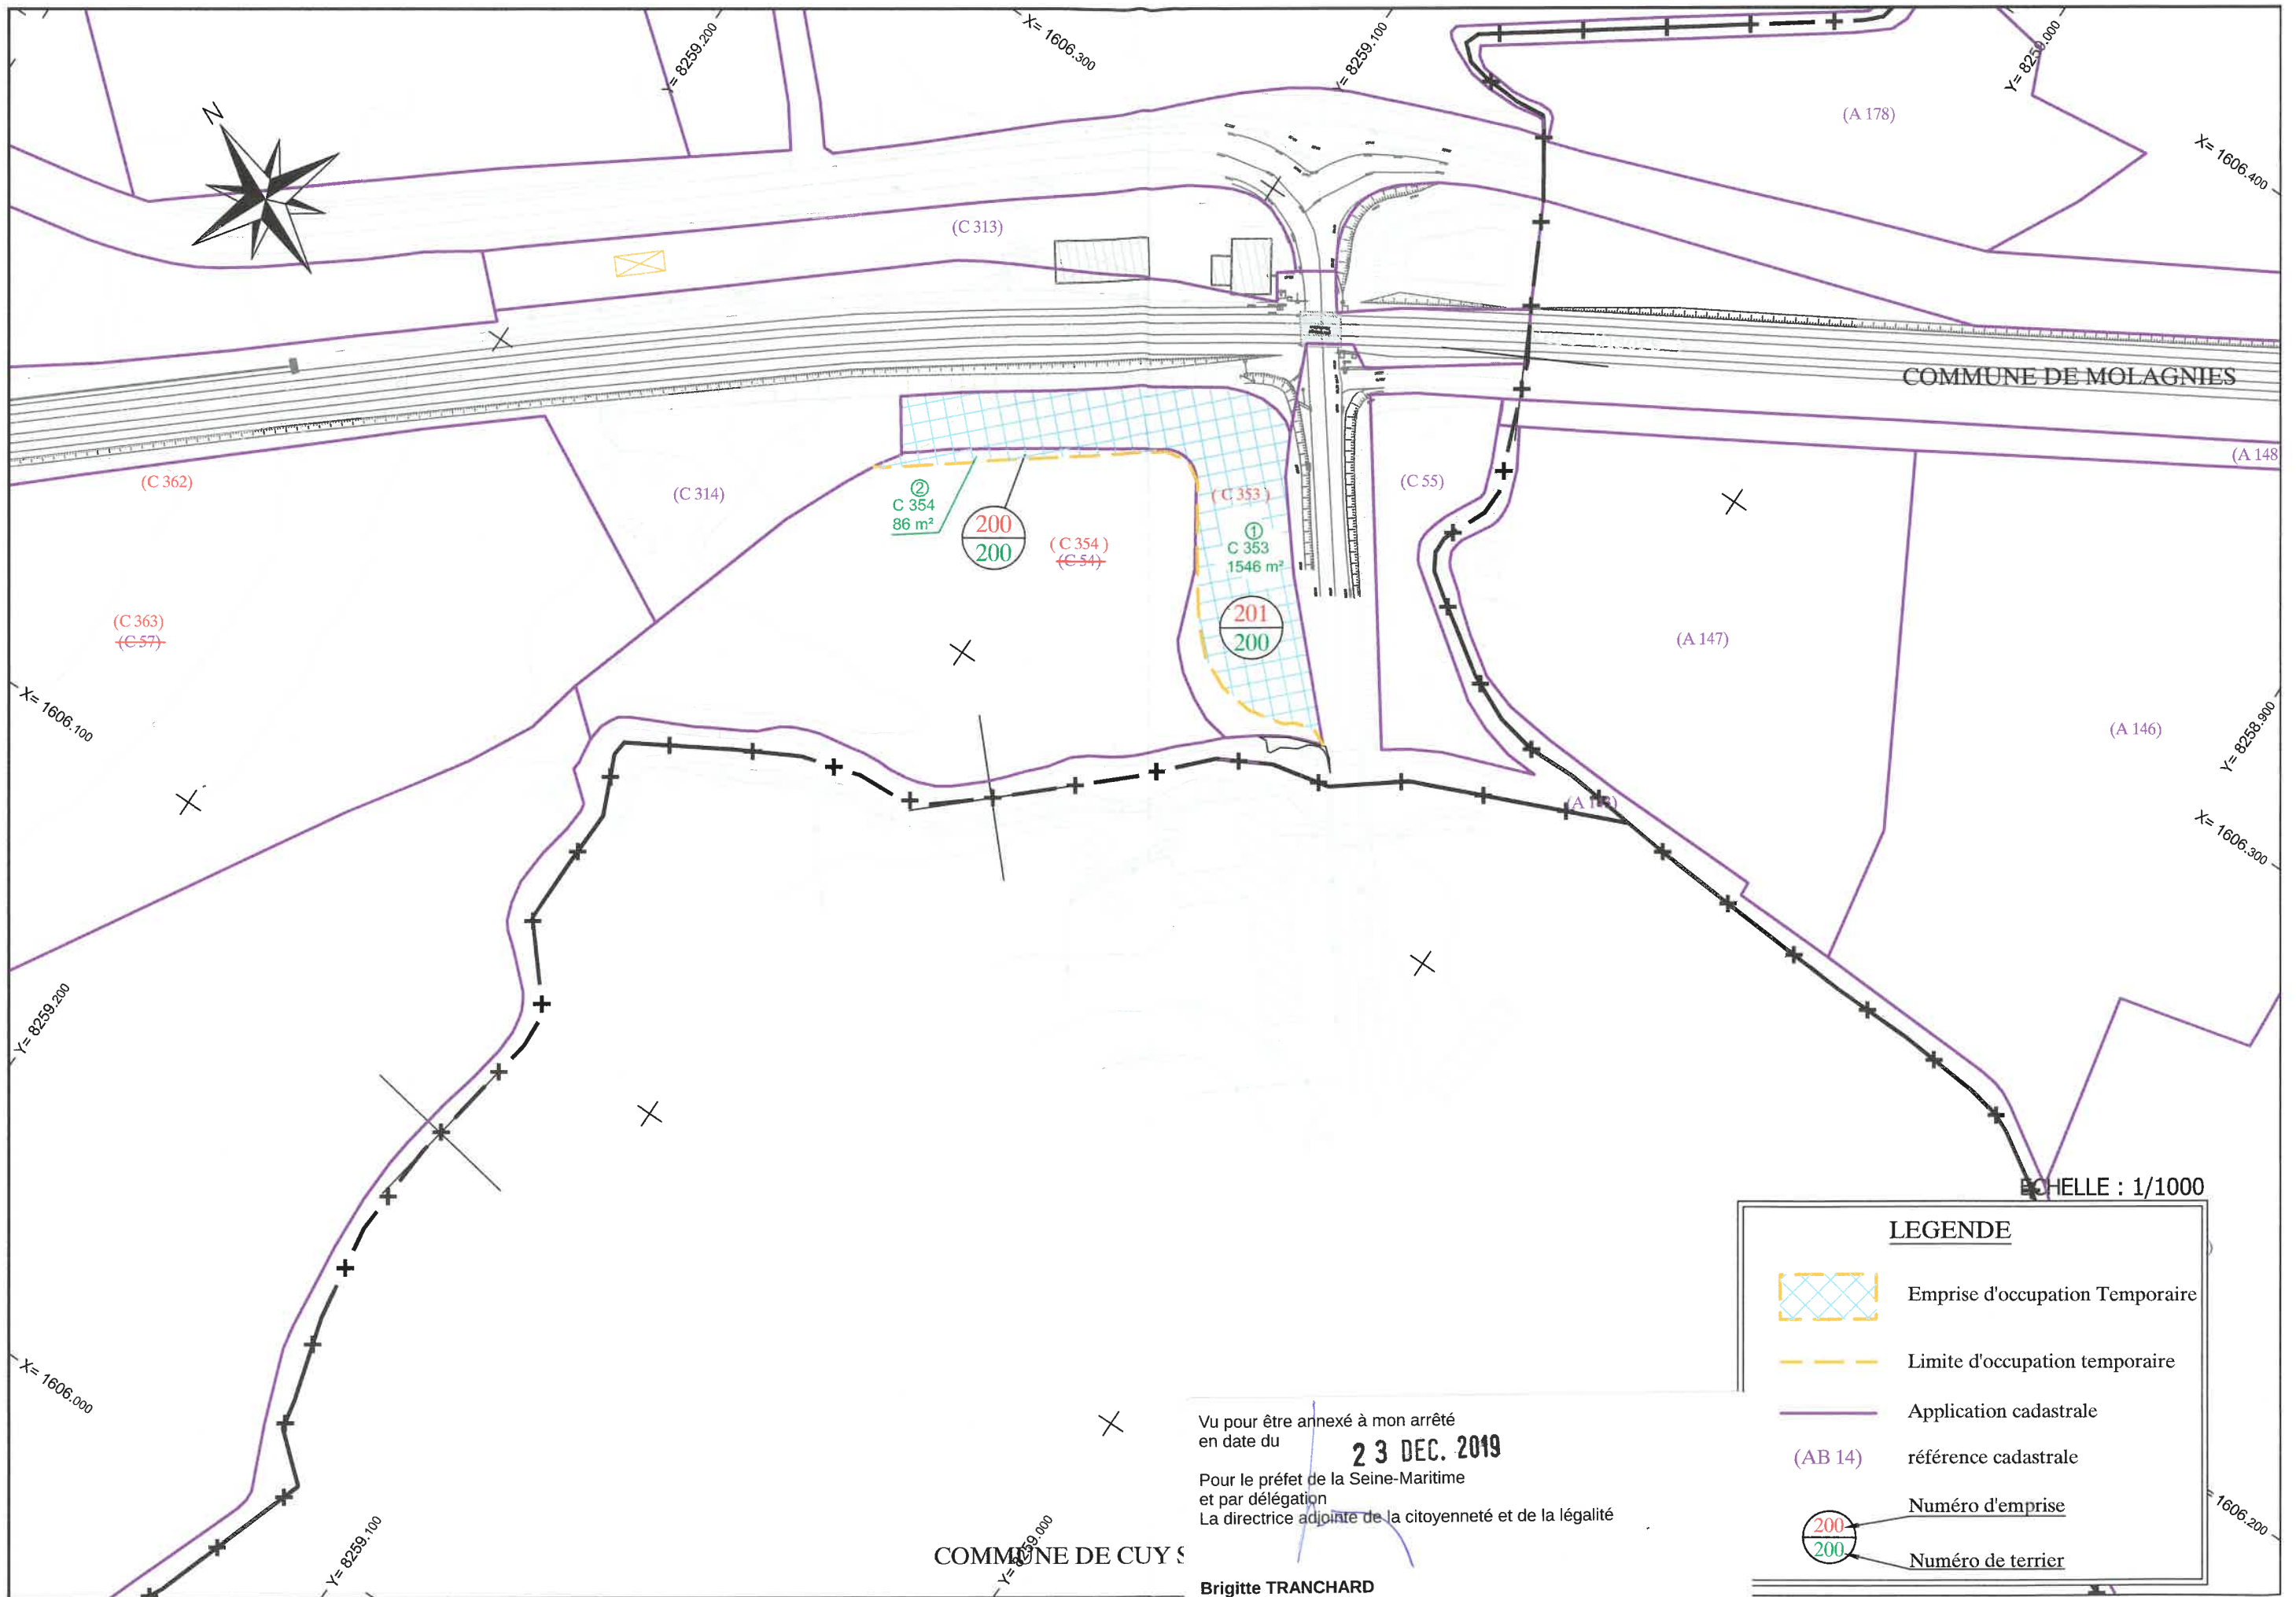 Y= 8259.200
X= 1606.300
Y= 8259.100
Y= 8259.000
(A 178)
X= 1606.400
N
(C 313)
COMMUNE DE MOLAGNIES
(A 148
(C 362)
(C 314)
②
C 354
86 m²
200
200
( C 354 )
(C 54)
( C 353 )
①
C 353
1546 m²
201
200
(C 55)
(C 363)
(C 57)
(A 147)
(A 146)
X= 1606.100
Y= 8258.900
X= 1606.300
Y= 8259.200
ECHELLE : 1/1000
LEGENDE
Emprise d'occupation Temporaire
Limite d'occupation temporaire
Application cadastrale
(AB 14) référence cadastrale
200
200
Numéro d'emprise
Numéro de terrier
X= 1606.000
1606.200
Y= 8259.100
Y= 8259.000
COMMUNE DE CUY S
Vu pour être annexé à mon arrêté
en date du
2 3 DEC. 2019
Pour le préfet de la Seine-Maritime
et par délégation
La directrice adjointe de la citoyenneté et de la légalité
Brigitte TRANCHARD